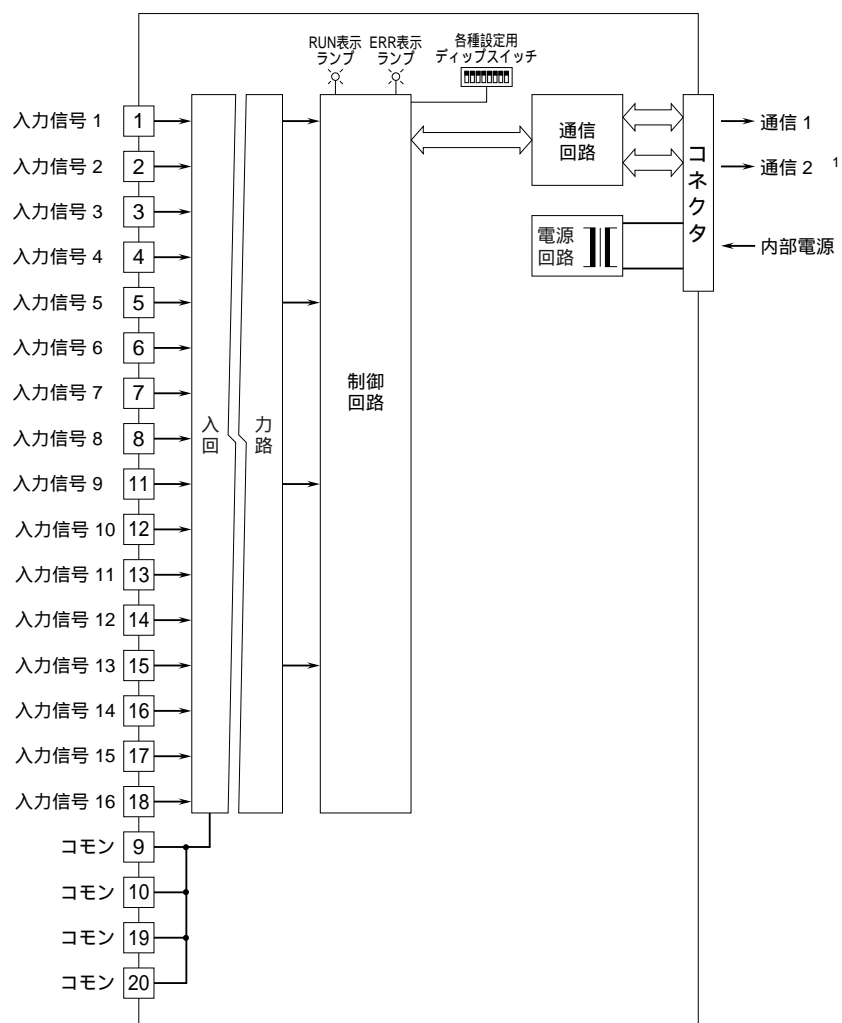 RUN表示
ランプ
ERR表示
ランプ
各種設定用
ディップスイッチ
入力信号 1 1
入力信号 2 2
入力信号 3 3
入力信号 4 4
入力信号 5 5
入力信号 6 6
入力信号 7 7
入力信号 8 8
入力信号 9 11
入力信号 10 12
入力信号 11 13
入力信号 12 14
入力信号 13 15
入力信号 14 16
入力信号 15 17
入力信号 16 18
コモン 9
コモン 10
コモン 19
コモン 20
入 力
回 路
制御
回路
通信
回路
電源
回路
コネクタ
通信 1
通信 2 1
内部電源